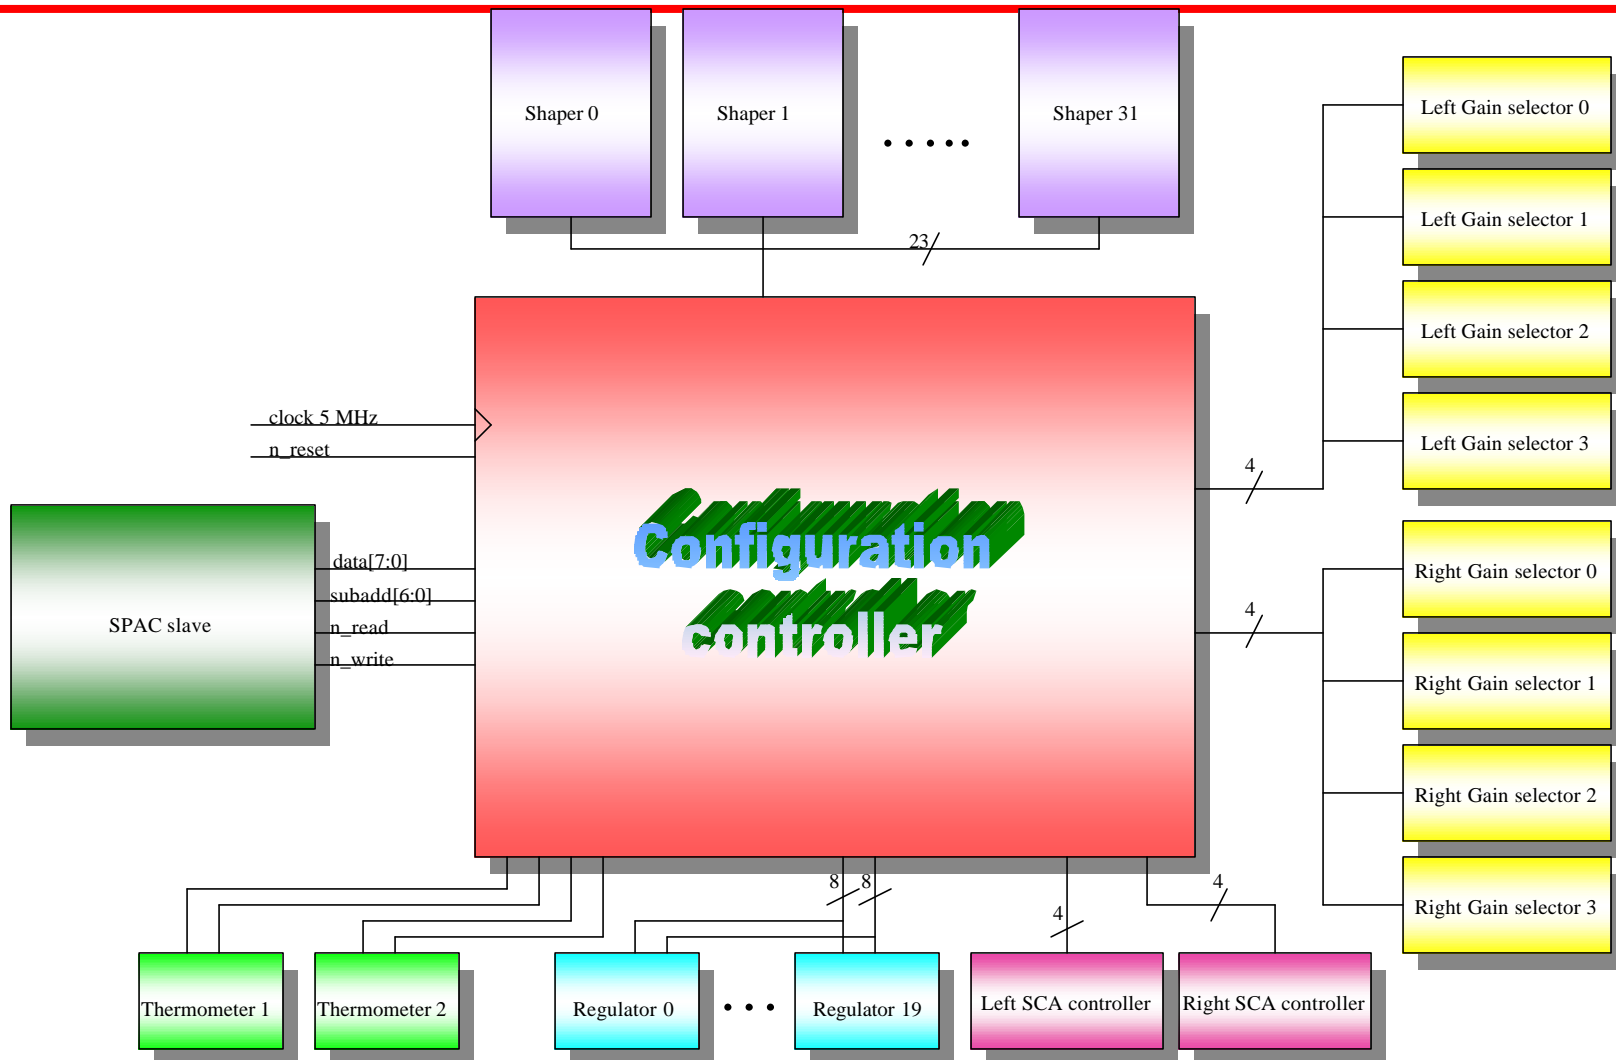 Shaper 0
Shaper 1
Shaper 31
23
Left Gain selector 0
Left Gain selector 1
Left Gain selector 2
Left Gain selector 3
clock 5 MHz
n_reset
4
Configuration
controller
SPAC slave
data[7:0]
subadd[6:0]
n_read
n_write
4
Right Gain selector 0
Right Gain selector 1
Right Gain selector 2
Right Gain selector 3
8
8
4
4
Thermometer 1
Thermometer 2
Regulator 0
Regulator 19
Left SCA controller
Right SCA controller